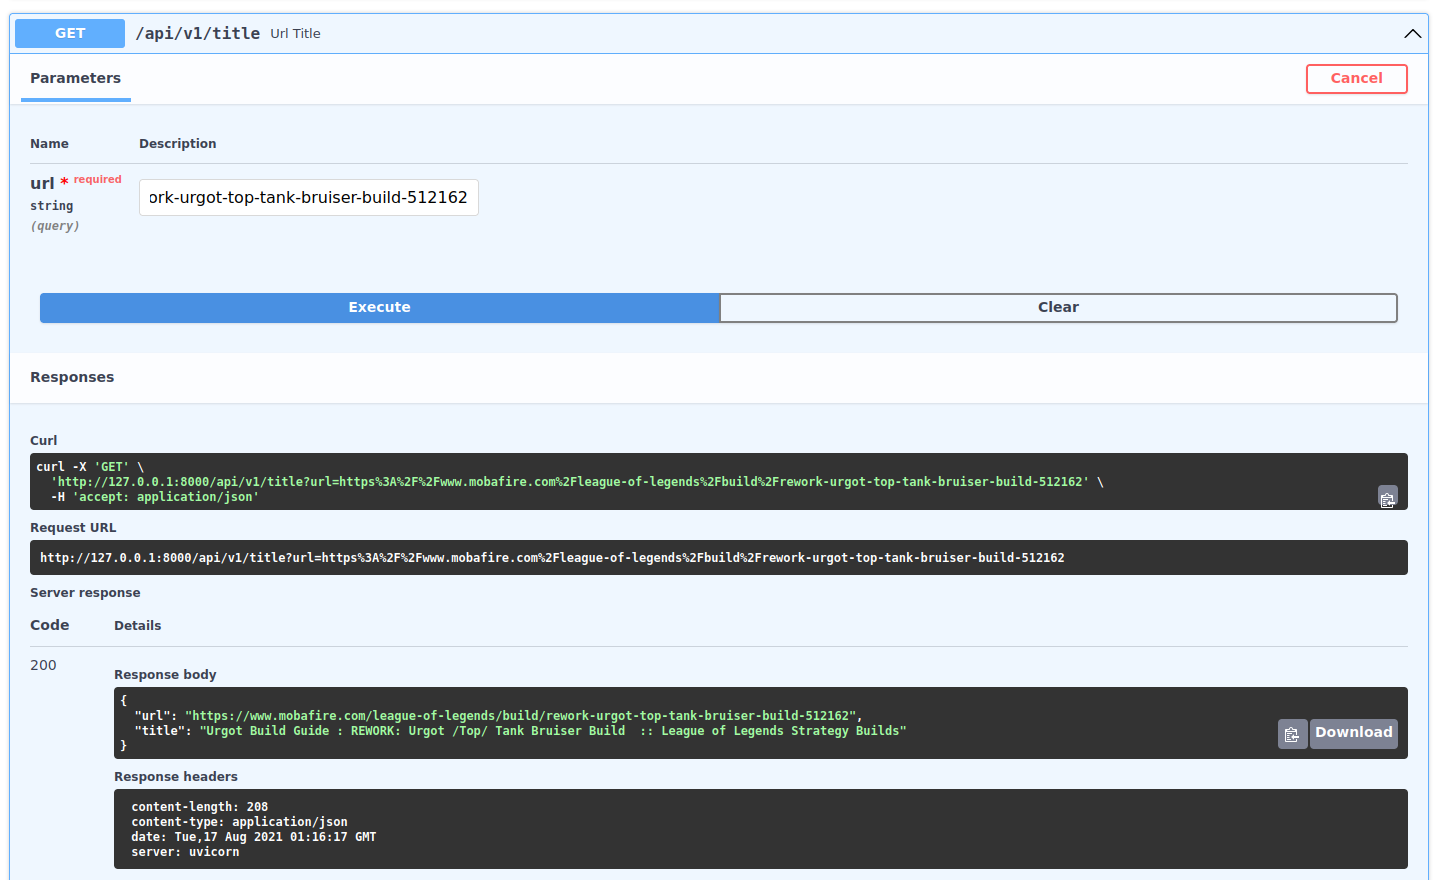 GET /api/v1/title Url Title
Parameters
Cancel
Name Description
url * required
string
(query)
ork-urgot-top-tank-bruiser-build-512162
Execute Clear
Responses
Curl
curl -X 'GET' \
'http://127.0.0.1:8000/api/v1/title?url=https%3A%2F%2Fwww.mobafire.com%2Fleague-of-legends%2Fbuild%2Frework-urgot-top-tank-bruiser-build-512162' \
-H 'accept: application/json'
Request URL
http://127.0.0.1:8000/api/v1/title?url=https%3A%2F%2Fwww.mobafire.com%2Fleague-of-legends%2Fbuild%2Frework-urgot-top-tank-bruiser-build-512162
Server response
Code Details
200
Response body
{
"url": "https://www.mobafire.com/league-of-legends/build/rework-urgot-top-tank-bruiser-build-512162",
"title": "Urgot Build Guide : REWORK: Urgot /Top/ Tank Bruiser Build  :: League of Legends Strategy Builds"
}
Download
Response headers
content-length: 208
content-type: application/json
date: Tue,17 Aug 2021 01:16:17 GMT
server: uvicorn